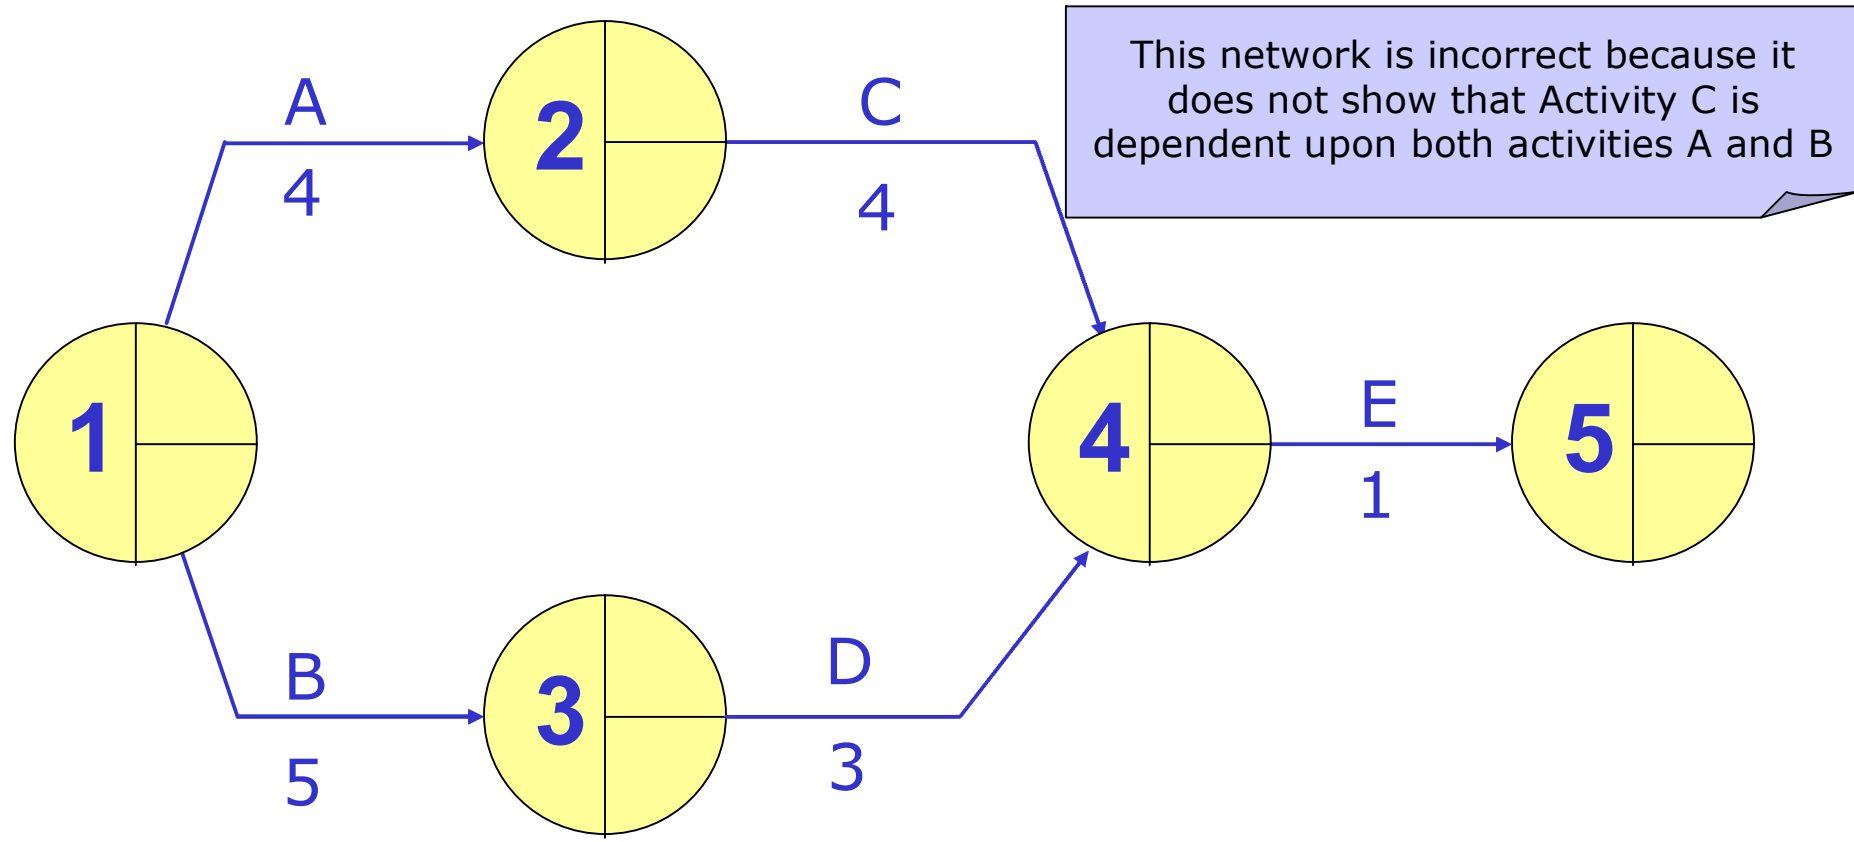 This network is incorrect because it
does not show that Activity C is
dependent upon both activities A and B
A
4
2
C
4
1
4
E
1
5
B
5
3
D
3